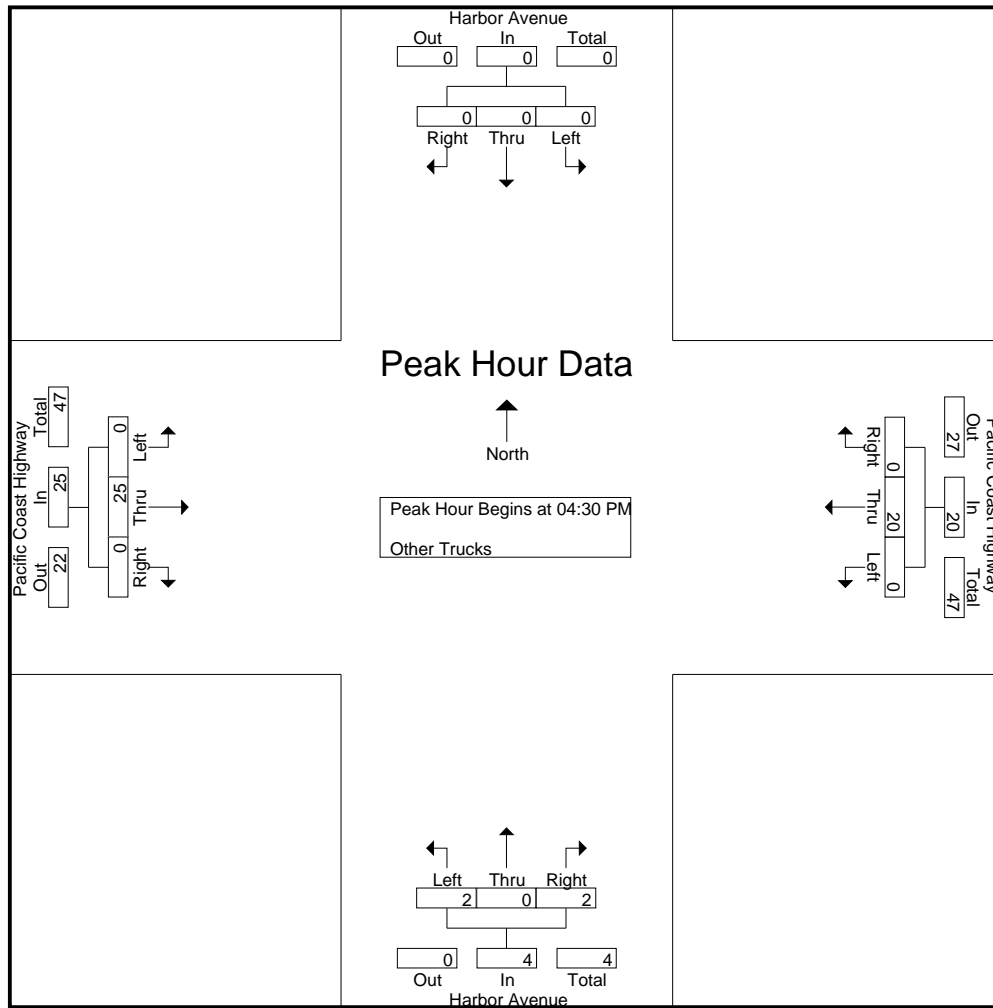 Harbor Avenue
Out In Total
0 0 0
0 0 0
Right Thru Left
Peak Hour Data
North
Peak Hour Begins at 04:30 PM
Other Trucks
Pacific Coast Highway
Total In Out
47 25 22
0 25 0
Left Thru Right
Pacific Coast Highway
Out In Total
27 20 47
0 20 0
Right Thru Left
Left Thru Right
2 0 2
0 4 4
Out In Total
Harbor Avenue